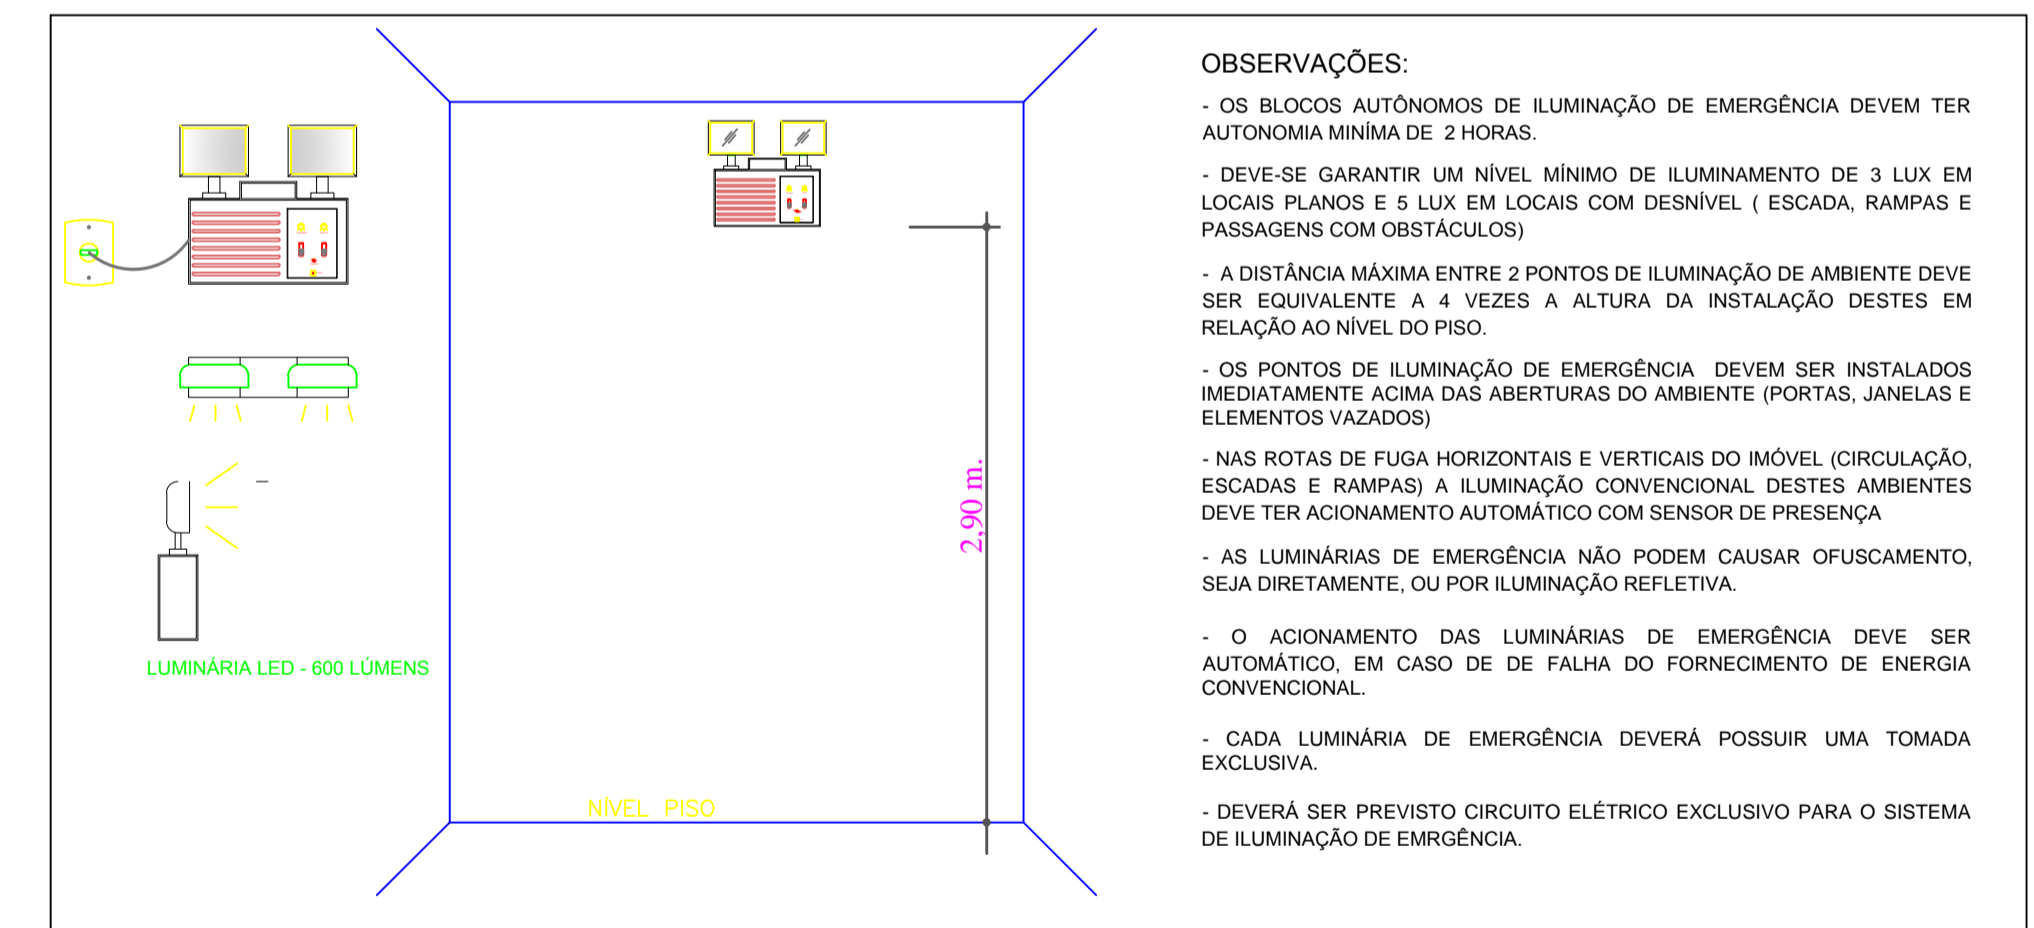 OBSERVAÇÕES:
- OS BLOCOS AUTÔNOMOS DE ILUMINAÇÃO DE EMERGÊNCIA DEVEM TER
AUTONOMIA MINÍMA DE 2 HORAS.
- DEVE-SE GARANTIR UM NÍVEL MÍNIMO DE ILUMINAMENTO DE 3 LUX EM
LOCAIS PLANOS E 5 LUX EM LOCAIS COM DESNÍVEL ( ESCADA, RAMPAS E
PASSAGENS COM OBSTÁCULOS)
- A DISTÂNCIA MÁXIMA ENTRE 2 PONTOS DE ILUMINAÇÃO DE AMBIENTE DEVE
SER EQUIVALENTE A 4 VEZES A ALTURA DA INSTALAÇÃO DESTES EM
RELAÇÃO AO NÍVEL DO PISO.
- OS PONTOS DE ILUMINAÇÃO DE EMERGÊNCIA DEVEM SER INSTALADOS
IMEDIATAMENTE ACIMA DAS ABERTURAS DO AMBIENTE (PORTAS, JANELAS E
ELEMENTOS VAZADOS)
- NAS ROTAS DE FUGA HORIZONTAIS E VERTICAIS DO IMÓVEL (CIRCULAÇÃO,
ESCADAS E RAMPAS) A ILUMINAÇÃO CONVENCIONAL DESTES AMBIENTES
DEVE TER ACIONAMENTO AUTOMÁTICO COM SENSOR DE PRESENÇA
- AS LUMINÁRIAS DE EMERGÊNCIA NÃO PODEM CAUSAR OFUSCAMENTO,
SEJA DIRETAMENTE, OU POR ILUMINAÇÃO REFLETIVA.
- O ACIONAMENTO DAS LUMINÁRIAS DE EMERGÊNCIA DEVE SER
AUTOMÁTICO, EM CASO DE DE FALHA DO FORNECIMENTO DE ENERGIA
CONVENCIONAL.
- CADA LUMINÁRIA DE EMERGÊNCIA DEVERÁ POSSUIR UMA TOMADA
EXCLUSIVA.
- DEVERÁ SER PREVISTO CIRCUITO ELÉTRICO EXCLUSIVO PARA O SISTEMA
DE ILUMINAÇÃO DE EMRGÊNCIA.
LUMINÁRIA LED - 600 LÚMENS
2,90 m.
NÍVEL PISO